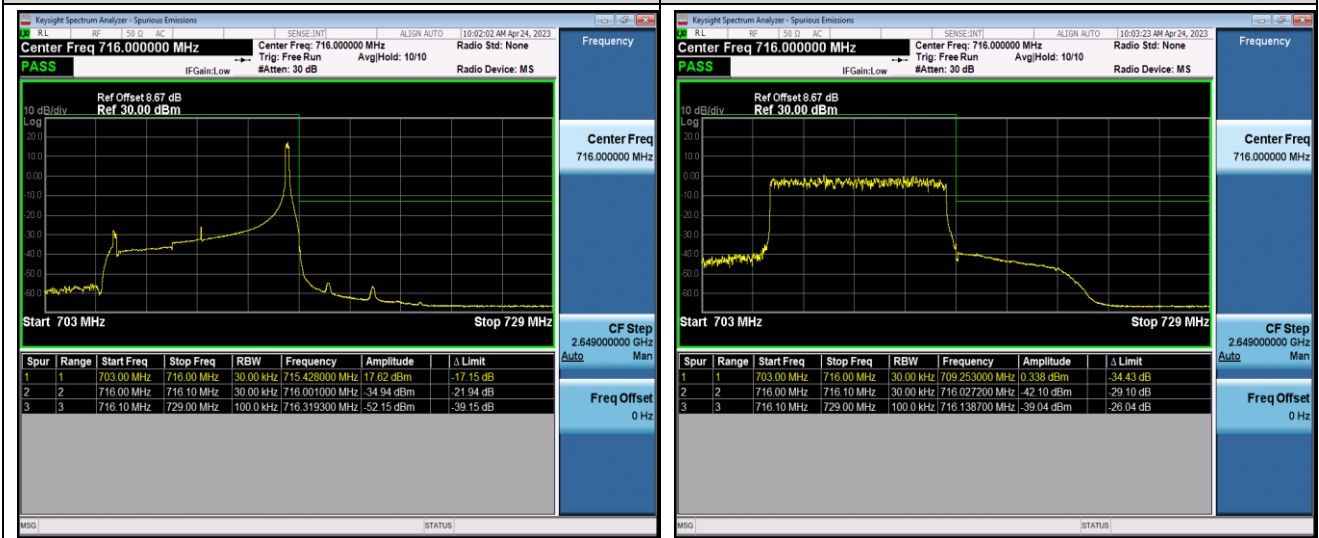 Keysight Spectrum Analyzer - Spurious Emissions
RL RF 50 Ω AC SENSE:INT ALIGN AUTO 10:02:02 AM Apr 24, 2023
Center Freq 716.000000 MHz
Center Freq: 716.000000 MHz Radio Std: None
Trig: Free Run Avg|Hold: 10/10
PASS IFGain:Low #Atten: 30 dB Radio Device: MS
Ref Offset 8.67 dB
10 dB/div Ref 30.00 dBm
Log
20.0
10.0
0.00
-10.0
-20.0
-30.0
-40.0
-50.0
-60.0
Start 703 MHz Stop 729 MHz
Spur Range Start Freq Stop Freq RBW Frequency Amplitude Δ Limit
1 1 703.00 MHz 716.00 MHz 30.00 kHz 715.428000 MHz 17.62 dBm -17.15 dB
2 2 716.00 MHz 716.10 MHz 30.00 kHz 716.001000 MHz -34.94 dBm -21.94 dB
3 3 716.10 MHz 729.00 MHz 100.0 kHz 716.319300 MHz -52.15 dBm -39.15 dB
MSG STATUS
Frequency
Center Freq
716.000000 MHz
CF Step
2.649000000 GHz
Auto Man
Freq Offset
0 Hz
Keysight Spectrum Analyzer - Spurious Emissions
RL RF 50 Ω AC SENSE:INT ALIGN AUTO 10:03:23 AM Apr 24, 2023
Center Freq 716.000000 MHz
Center Freq: 716.000000 MHz Radio Std: None
Trig: Free Run Avg|Hold: 10/10
PASS IFGain:Low #Atten: 30 dB Radio Device: MS
Ref Offset 8.67 dB
10 dB/div Ref 30.00 dBm
Log
20.0
10.0
0.00
-10.0
-20.0
-30.0
-40.0
-50.0
-60.0
Start 703 MHz Stop 729 MHz
Spur Range Start Freq Stop Freq RBW Frequency Amplitude Δ Limit
1 1 703.00 MHz 716.00 MHz 30.00 kHz 709.253000 MHz 0.338 dBm -34.43 dB
2 2 716.00 MHz 716.10 MHz 30.00 kHz 716.027200 MHz -42.10 dBm -29.10 dB
3 3 716.10 MHz 729.00 MHz 100.0 kHz 716.138700 MHz -39.04 dBm -26.04 dB
MSG STATUS
Frequency
Center Freq
716.000000 MHz
CF Step
2.649000000 GHz
Auto Man
Freq Offset
0 Hz